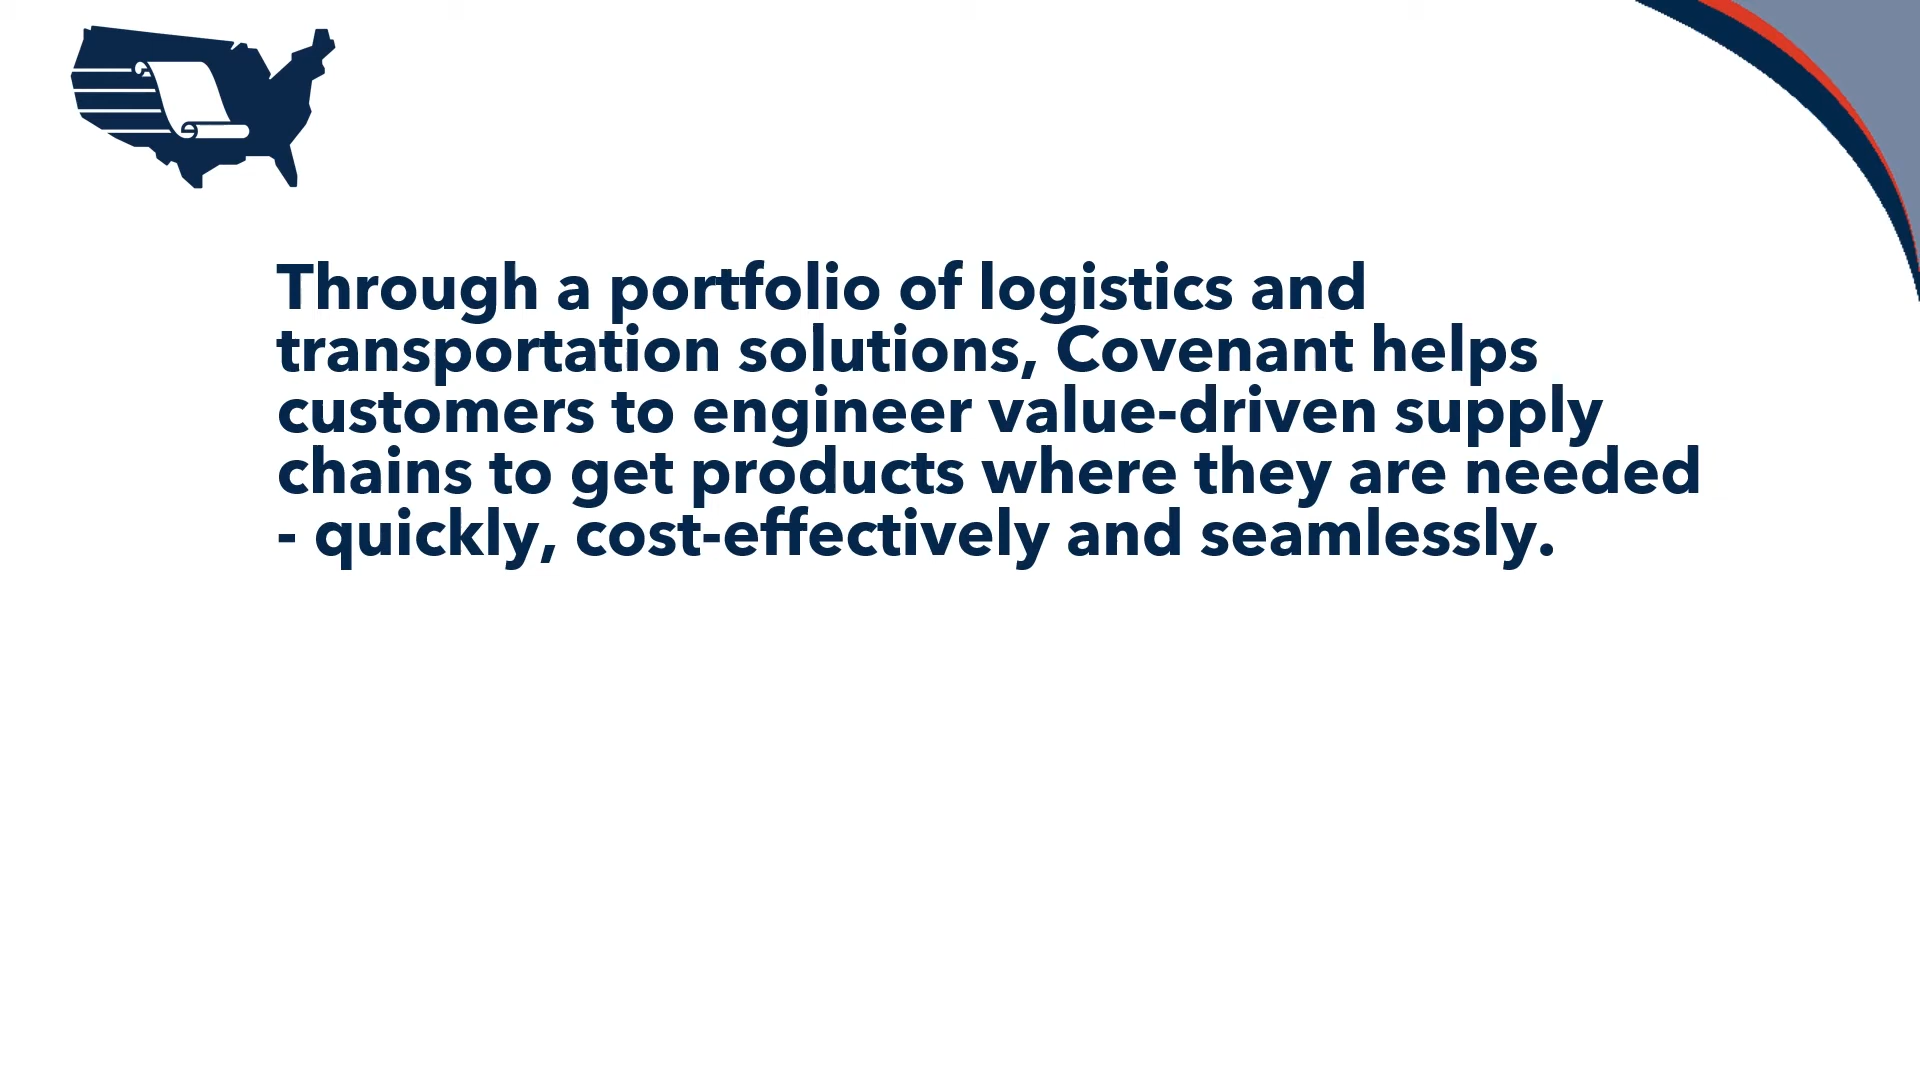 Through a portfolio of logistics and
transportation solutions, Covenant helps
customers to engineer value-driven supply
chains to get products where they are needed
- quickly, cost-effectively and seamlessly.